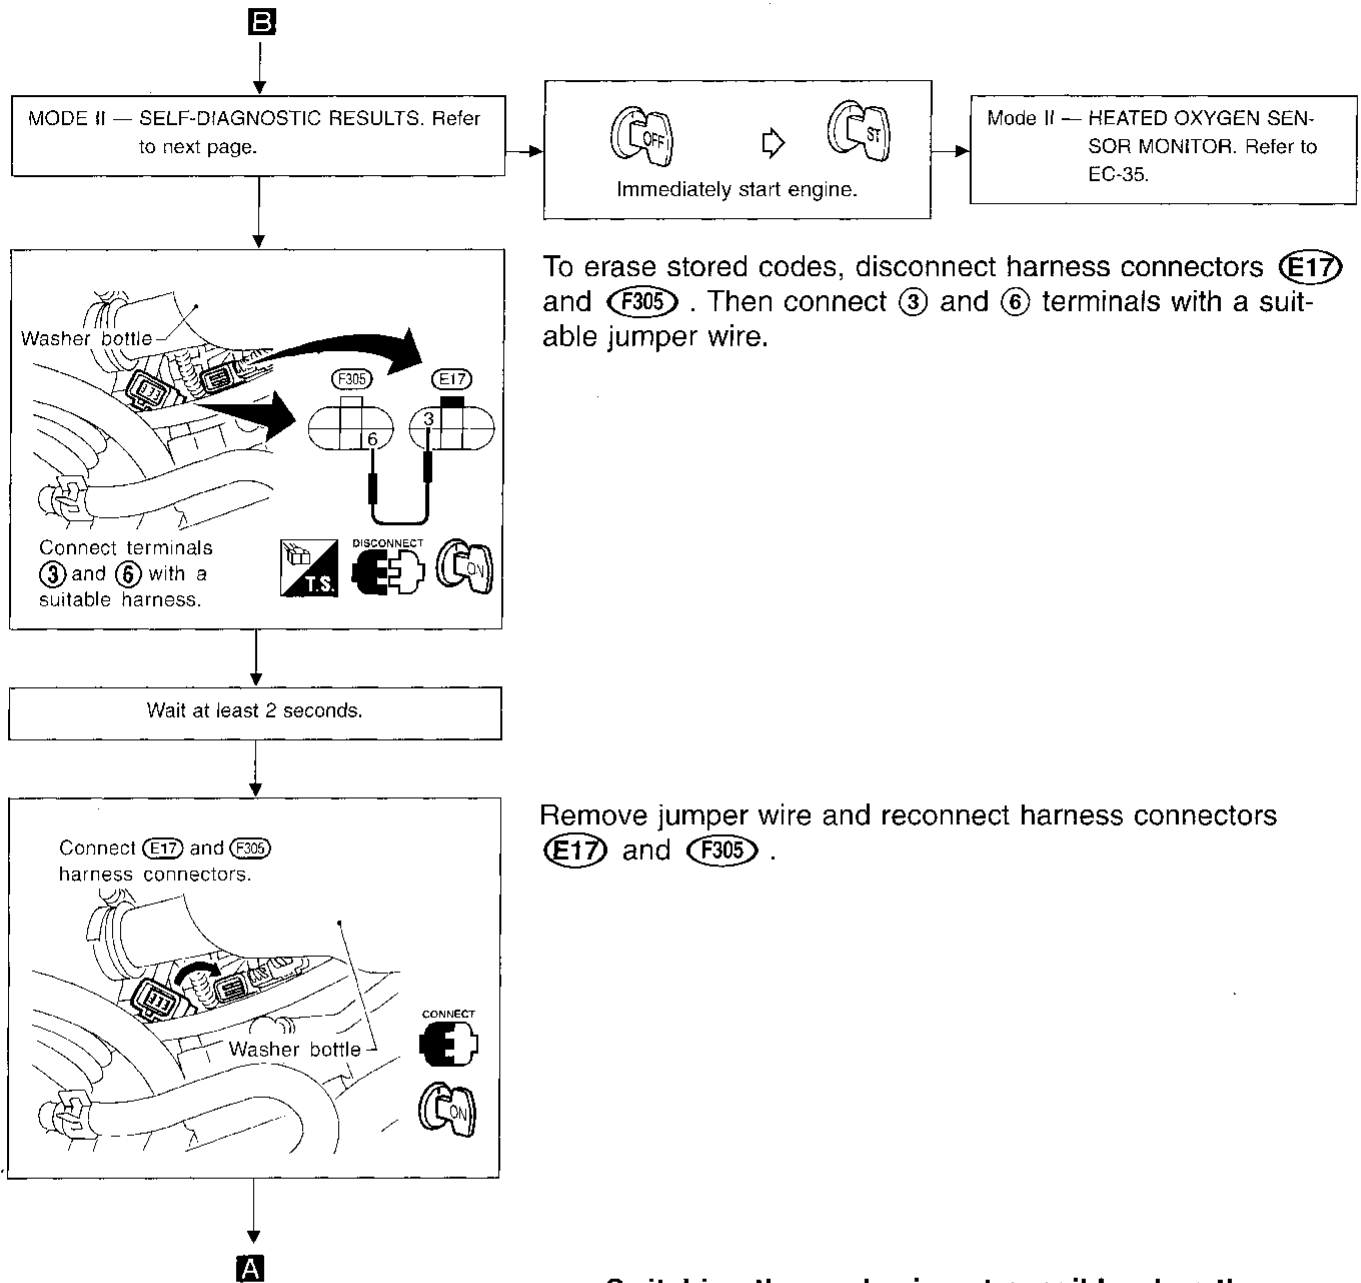 B
MODE II — SELF-DIAGNOSTIC RESULTS. Refer
to next page.
OFF
ST
Immediately start engine.
Mode II — HEATED OXYGEN SEN-
SOR MONITOR. Refer to
EC-35.
To erase stored codes, disconnect harness connectors E17
and F305 . Then connect 3 and 6 terminals with a suit-
able jumper wire.
Washer bottle
F305
E17
3
6
Connect terminals
3 and 6 with a
suitable harness.
T.S.
DISCONNECT
ON
Wait at least 2 seconds.
Remove jumper wire and reconnect harness connectors
E17 and F305 .
Connect E17 and F305
harness connectors.
Washer bottle
CONNECT
ON
A